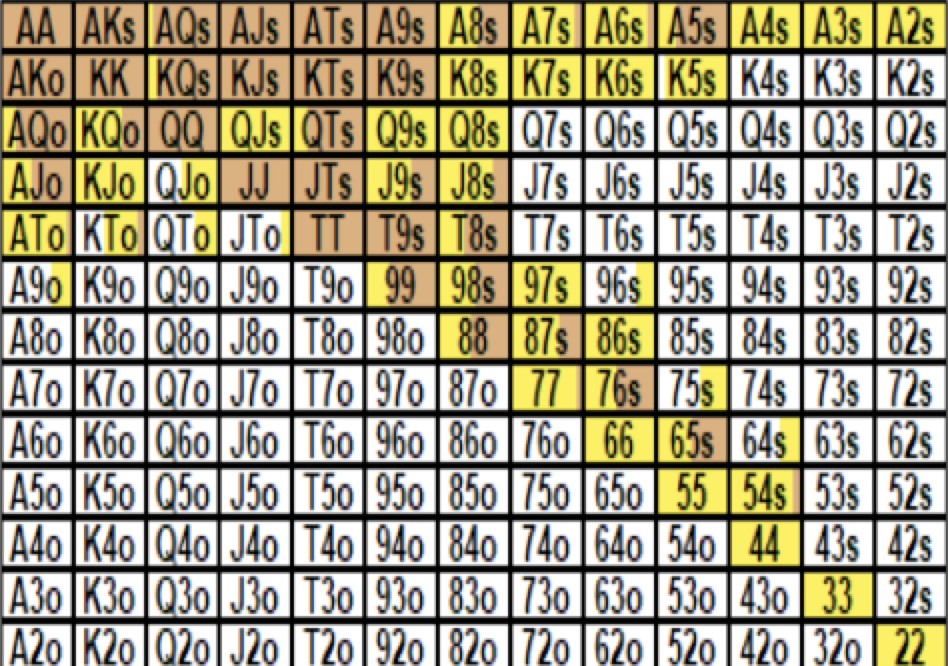 AA AKs AQs AJs ATs A9s A8s A7s A6s A5s A4s A3s A2s
AKo KK KQs KJs KTs K9s K8s K7s K6s K5s K4s K3s K2s
AQo KQo QQ QJs QTs Q9s Q8s Q7s Q6s Q5s Q4s Q3s Q2s
AJo KJo QJo JJ JTs J9s J8s J7s J6s J5s J4s J3s J2s
ATo KTo QTo JTo TT T9s T8s T7s T6s T5s T4s T3s T2s
A9o K9o Q9o J9o T9o 99 98s 97s 96s 95s 94s 93s 92s
A8o K8o Q8o J8o T8o 98o 88 87s 86s 85s 84s 83s 82s
A7o K7o Q7o J7o T7o 97o 87o 77 76s 75s 74s 73s 72s
A6o K6o Q6o J6o T6o 96o 86o 76o 66 65s 64s 63s 62s
A5o K5o Q5o J5o T5o 95o 85o 75o 65o 55 54s 53s 52s
A4o K4o Q4o J4o T4o 94o 84o 74o 64o 54o 44 43s 42s
A3o K3o Q3o J3o T3o 93o 83o 73o 63o 53o 43o 33 32s
A2o K2o Q2o J2o T2o 92o 82o 72o 62o 52o 42o 32o 22